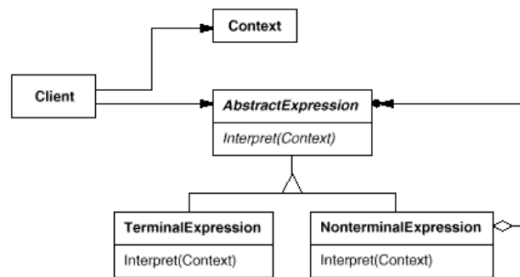 Context
Client
AbstractExpression
Interpret(Context)
TerminalExpression
Interpret(Context)
NonterminalExpression
Interpret(Context)